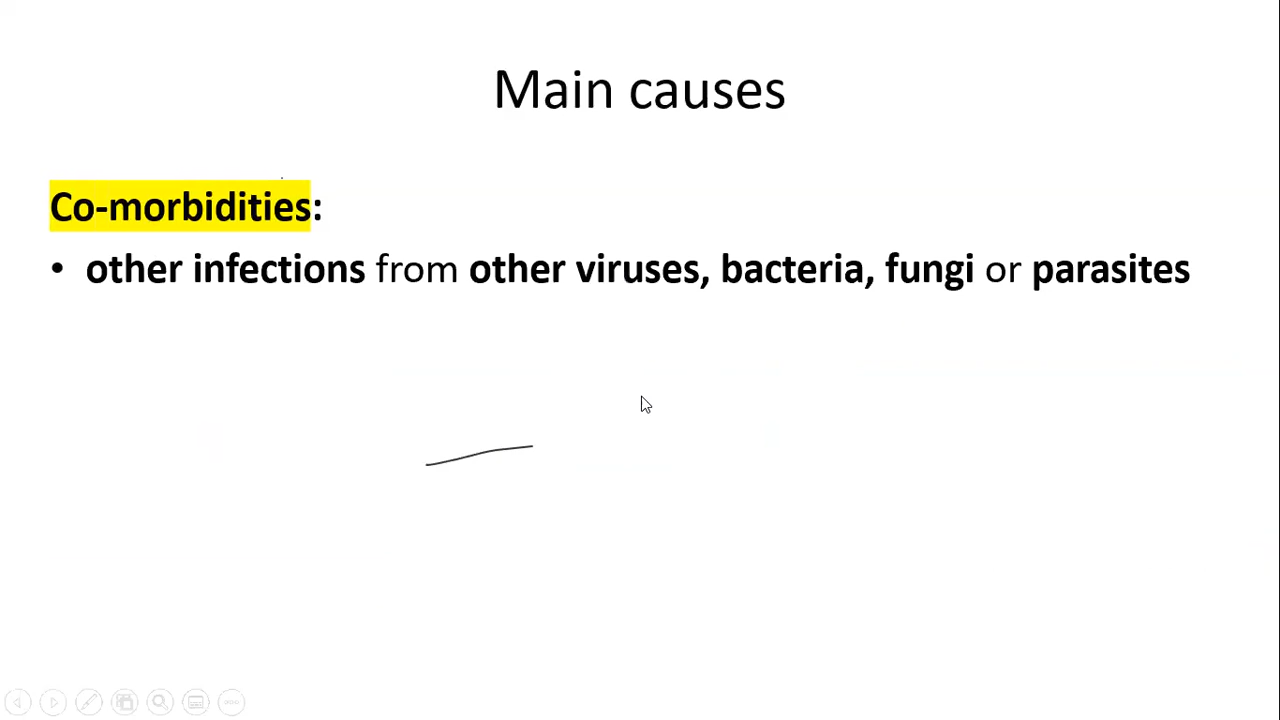 Main causes
Co-morbidities:
• other infections from other viruses, bacteria, fungi or parasites